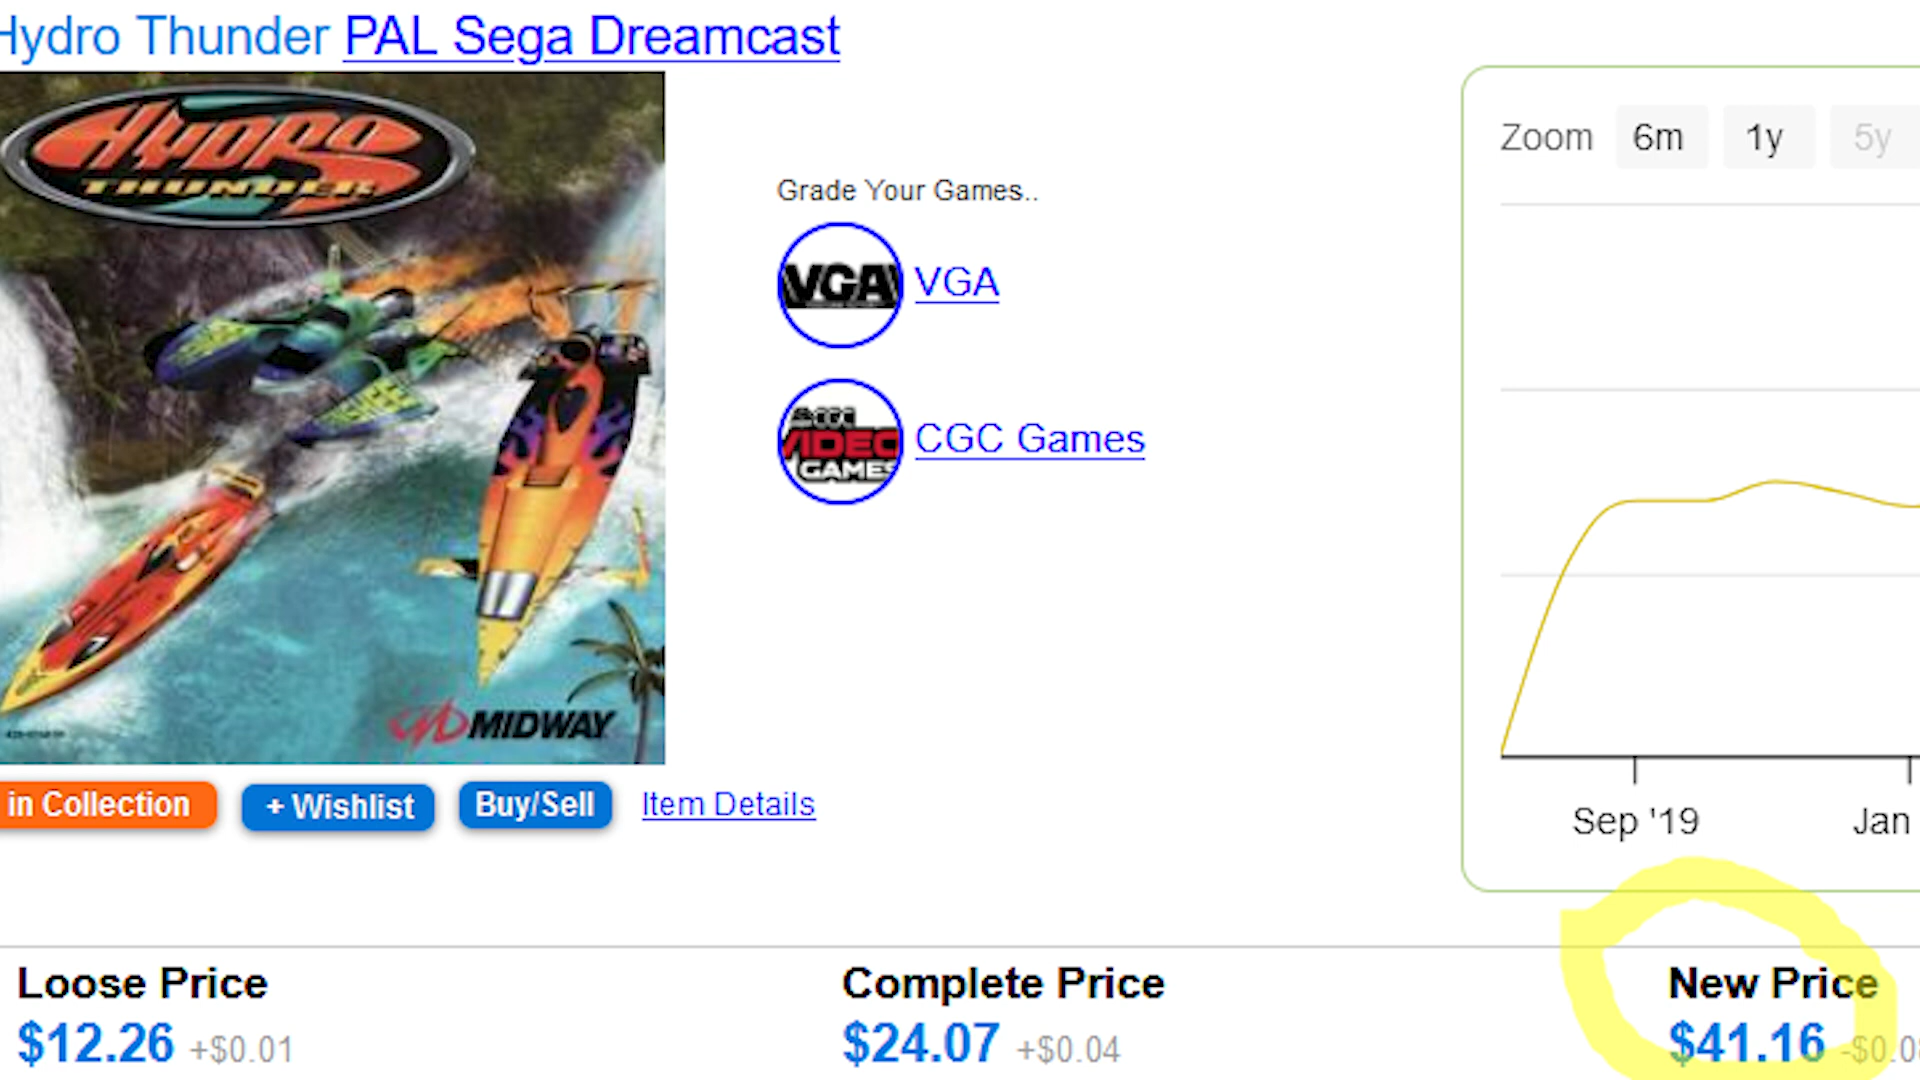 Hydro Thunder PAL Sega Dreamcast
HYDRO
THUNDER
MIDWAY
Grade Your Games..
VGA
VGA
VIDEO
GAMES
CGC Games
Zoom 6m 1y 5y
Sep '19 Jan
in Collection + Wishlist Buy/Sell Item Details
Loose Price Complete Price New Price
$12.26 +$0.01 $24.07 +$0.04 $41.16 -$0.0